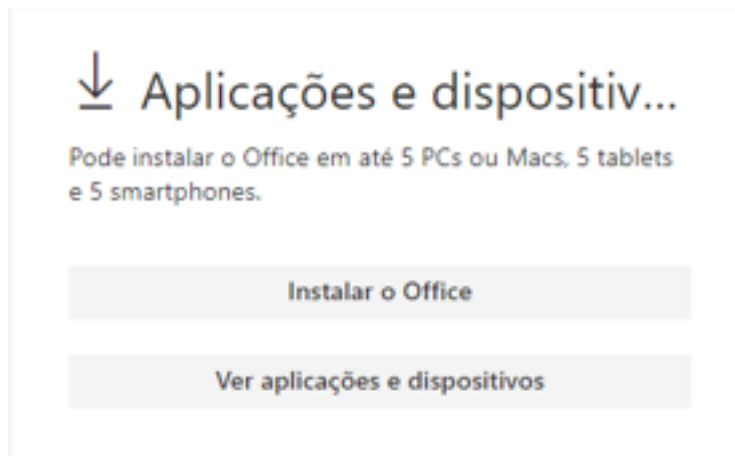 Aplicações e dispositiv...
Pode instalar o Office em até 5 PCs ou Macs, 5 tablets
e 5 smartphones.
Instalar o Office
Ver aplicações e dispositivos